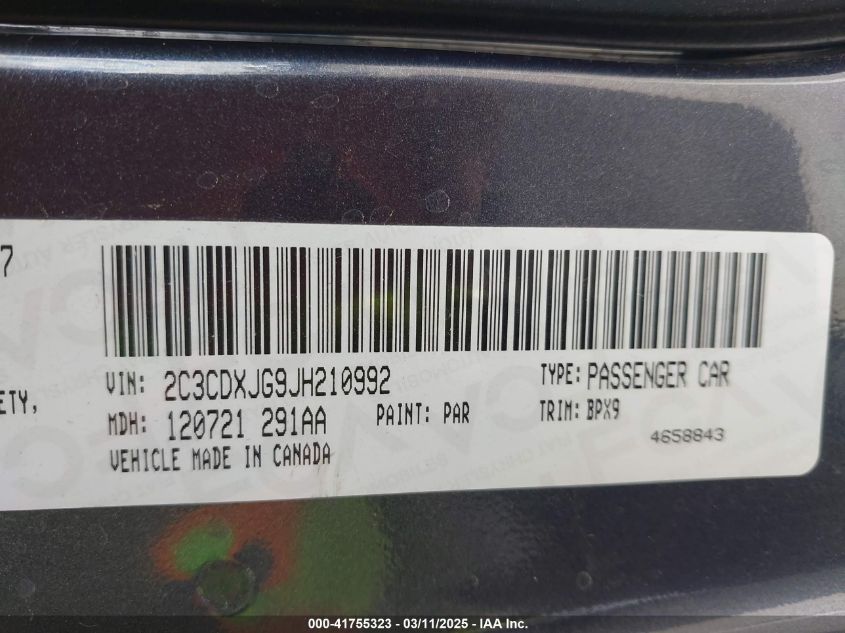 7
VIN: 2C3CDXJG9JH210992 TYPE: PASSENGER CAR
ETY,
MDH: 120721 291AA PAINT: PAR TRIM: BPX9
VEHICLE MADE IN CANADA 4658843
000-41755323 / 03/11/2025 - IAA Inc.